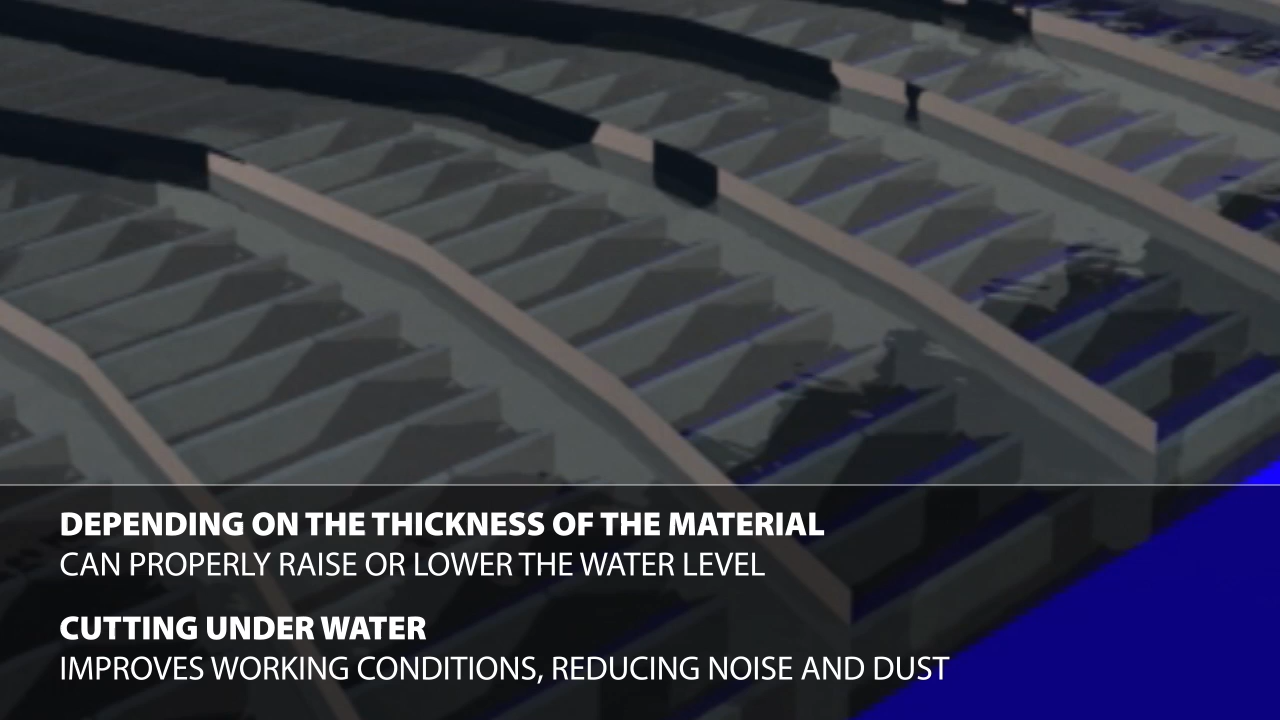 DEPENDING ON THE THICKNESS OF THE MATERIAL
CAN PROPERLY RAISE OR LOWER THE WATER LEVEL
CUTTING UNDER WATER
IMPROVES WORKING CONDITIONS, REDUCING NOISE AND DUST